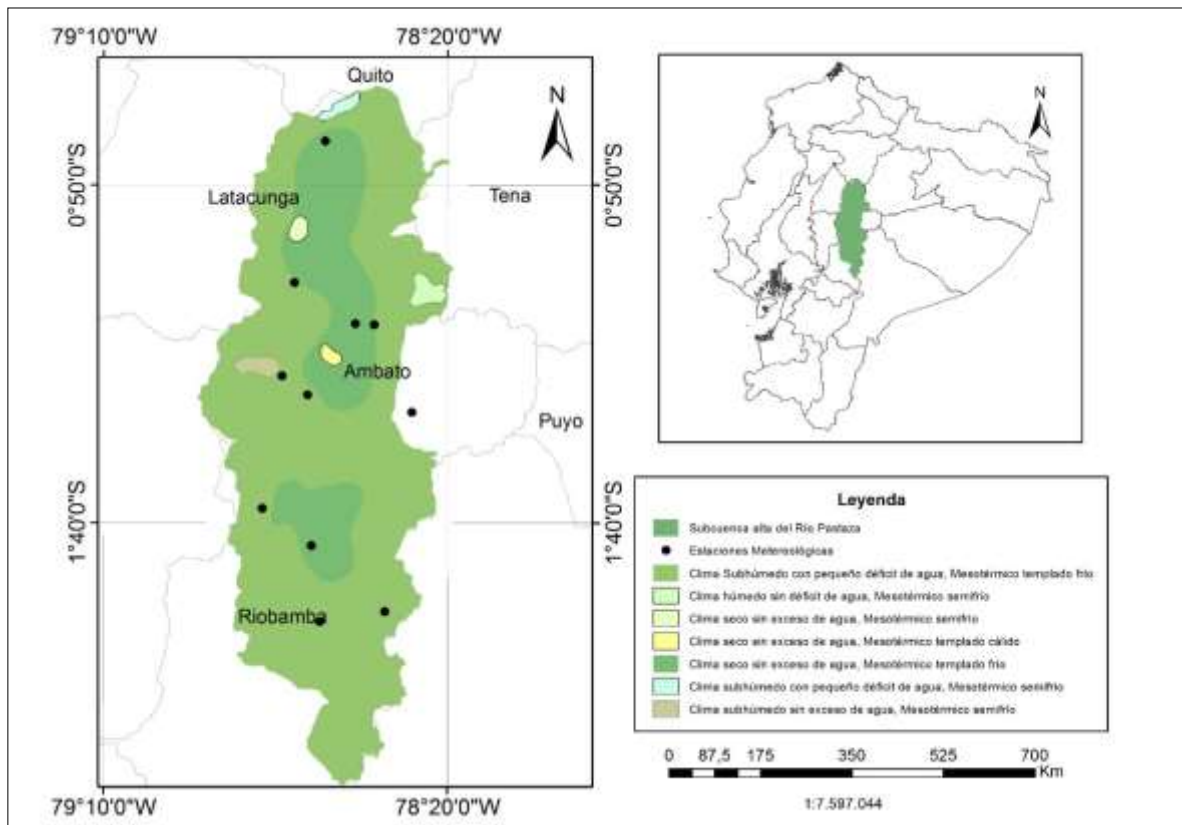 79°10'0"W
78°20'0"W
Quito
N
0°50'0"S
0°50'0"S
Latacunga
Tena
Ambato
Puyo
1°40'0"S
1°40'0"S
Riobamba
79°10'0"W
78°20'0"W
N
Leyenda
Subcuenca alta del Río Pastaza
Estaciones Metereológicas
Clima Subhúmedo con pequeño déficit de agua, Mesotérmico templado frio
Clima húmedo sin déficit de agua, Mesotérmico semifrío
Clima seco sin exceso de agua, Mesotérmico semifrío
Clima seco sin exceso de agua, Mesotérmico templado cálido
Clima seco sin exceso de agua, Mesotérmico templado frio
Clima subhúmedo con pequeño déficit de agua, Mesotérmico semifrío
Clima subhúmedo sin exceso de agua, Mesotérmico semifrío
0 87,5 175 350 525 700
Km
1:7.597.044